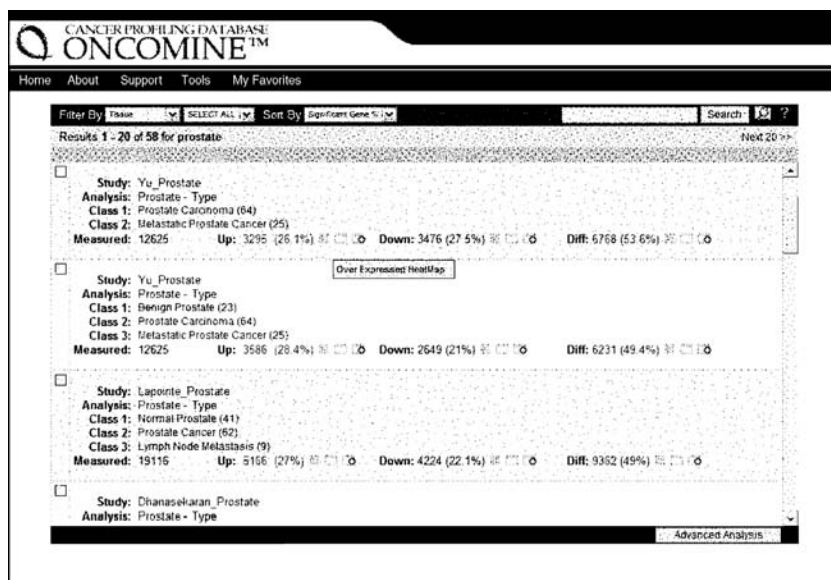 CANCER PROFILING DATABASE
ONCOMINE™
Home About Support Tools My Favorites
Filter By Tissue SELECT ALL Sort By Significant Gene % Search ?
Results 1 - 20 of 58 for prostate Next 20 >>
Study: Yu_Prostate
Analysis: Prostate - Type
Class 1: Prostate Carcinoma (64)
Class 2: Metastatic Prostate Cancer (25)
Measured: 12625 Up: 3295 (26.1%) Down: 3476 (27.5%) Diff: 6768 (53.6%)
Over Expressed HeatMap
Study: Yu_Prostate
Analysis: Prostate - Type
Class 1: Benign Prostate (23)
Class 2: Prostate Carcinoma (64)
Class 3: Metastatic Prostate Cancer (25)
Measured: 12625 Up: 3586 (28.4%) Down: 2649 (21%) Diff: 6231 (49.4%)
Study: Lapointe_Prostate
Analysis: Prostate - Type
Class 1: Normal Prostate (41)
Class 2: Prostate Cancer (62)
Class 3: Lymph Node Metastasis (9)
Measured: 19116 Up: 5166 (27%) Down: 4224 (22.1%) Diff: 9362 (49%)
Study: Dhanasekaran_Prostate
Analysis: Prostate - Type
Advanced Analysis